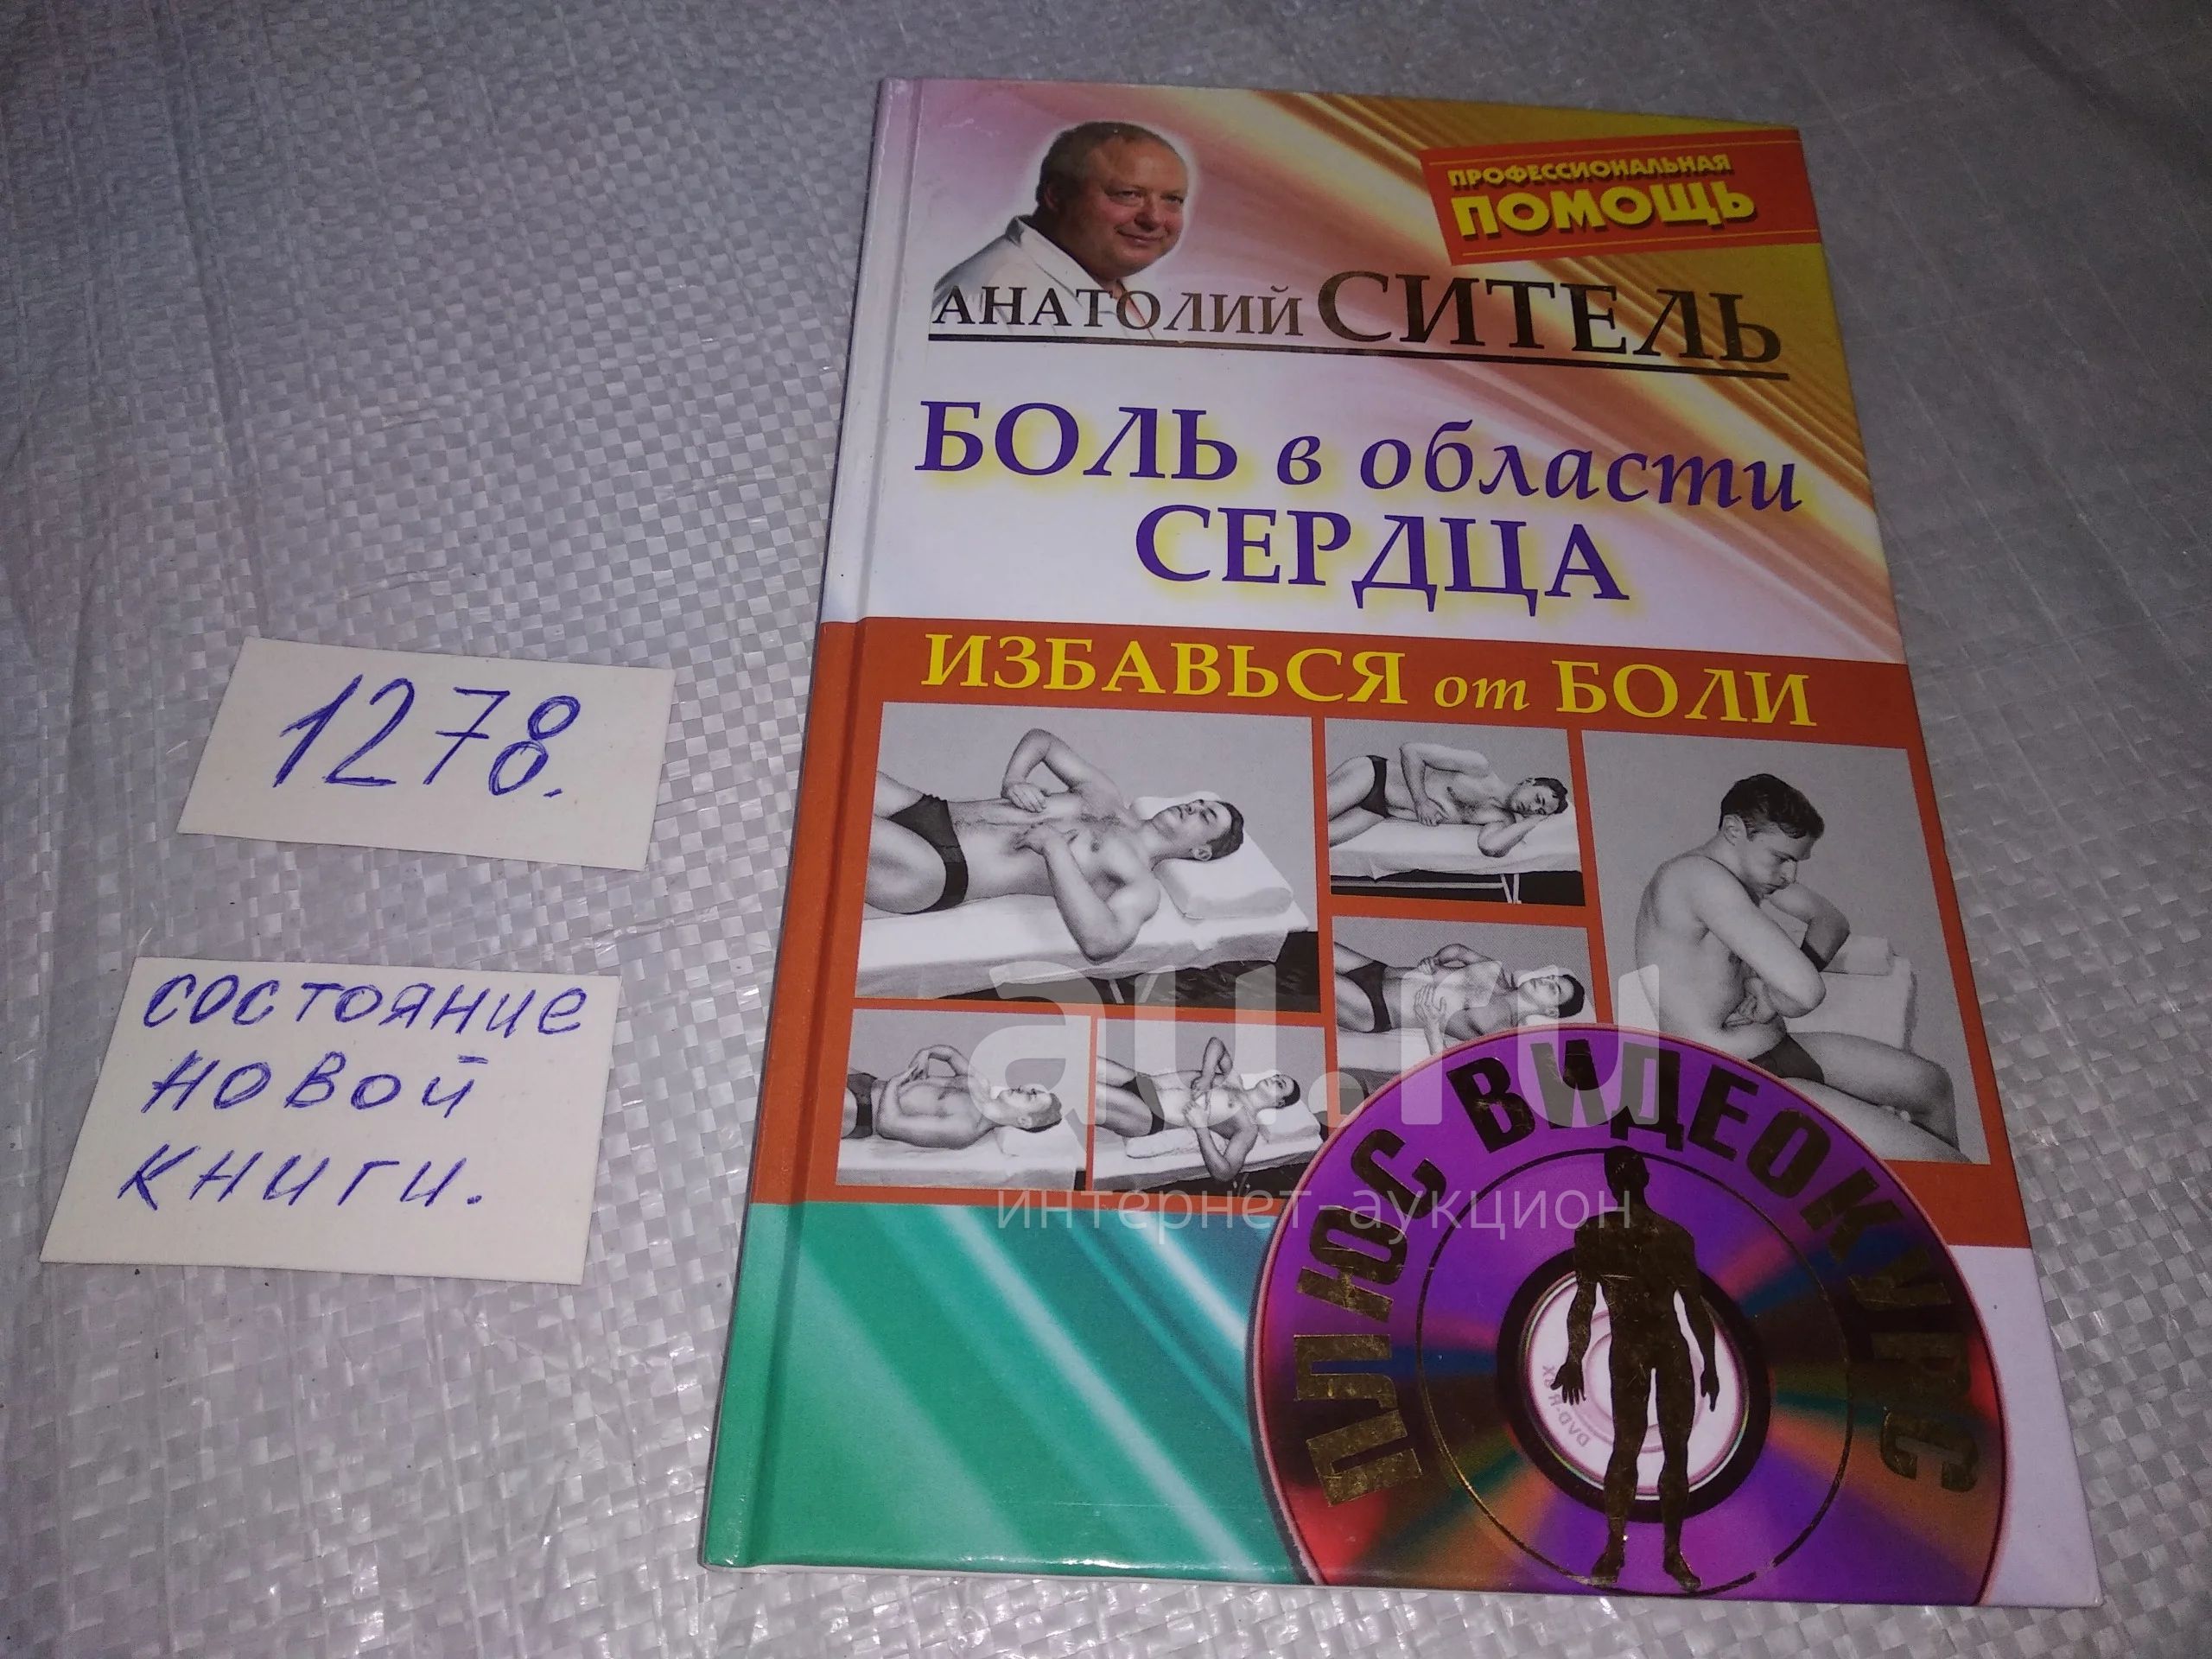 ПРОФЕССИОНАЛЬНАЯ
ПОМОЩЬ
АНАТОЛИЙ СИТЕЛЬ
БОЛЬ в области
СЕРДЦА
ИЗБАВЬСЯ от БОЛИ
1278.
состояние
новой
книги.
au.ru
интернет-аукцион
ПЛЮС ВИДЕОКУРС
DVD-R 8X